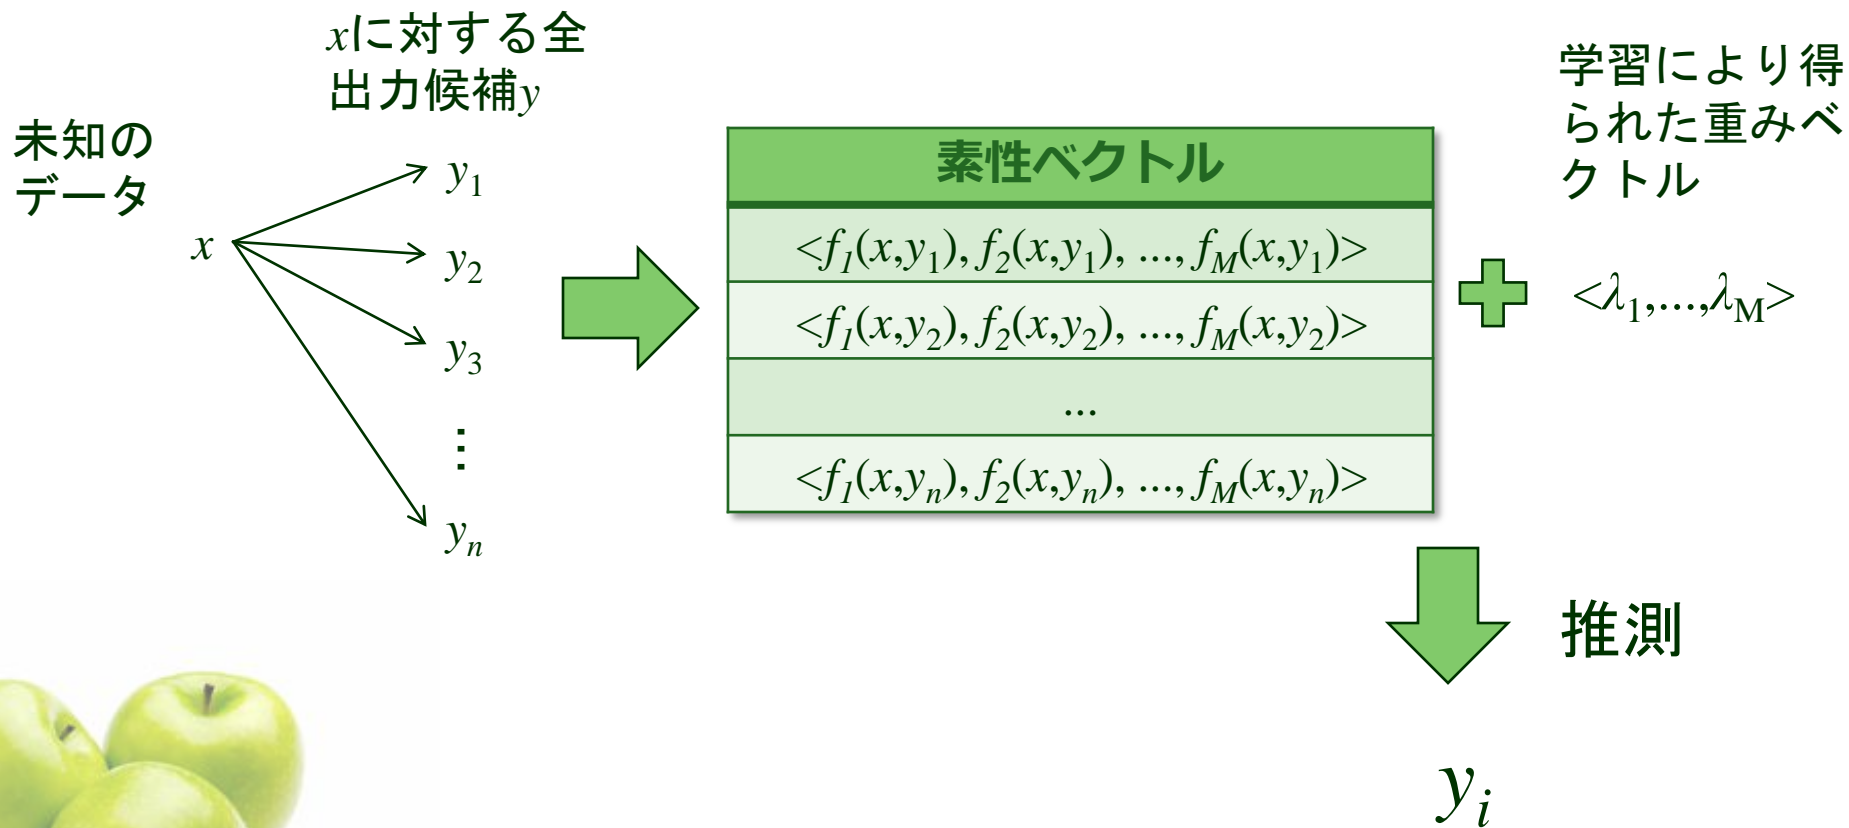 未知の
データ
xに対する全
出力候補y
x
y1
y2
y3
⋮
yn
素性ベクトル
<f1(x,y1), f2(x,y1), ..., fM(x,y1)>
<f1(x,y2), f2(x,y2), ..., fM(x,y2)>
...
<f1(x,yn), f2(x,yn), ..., fM(x,yn)>
学習により得
られた重みベ
クトル
<λ1,...,λM>
推測
yi